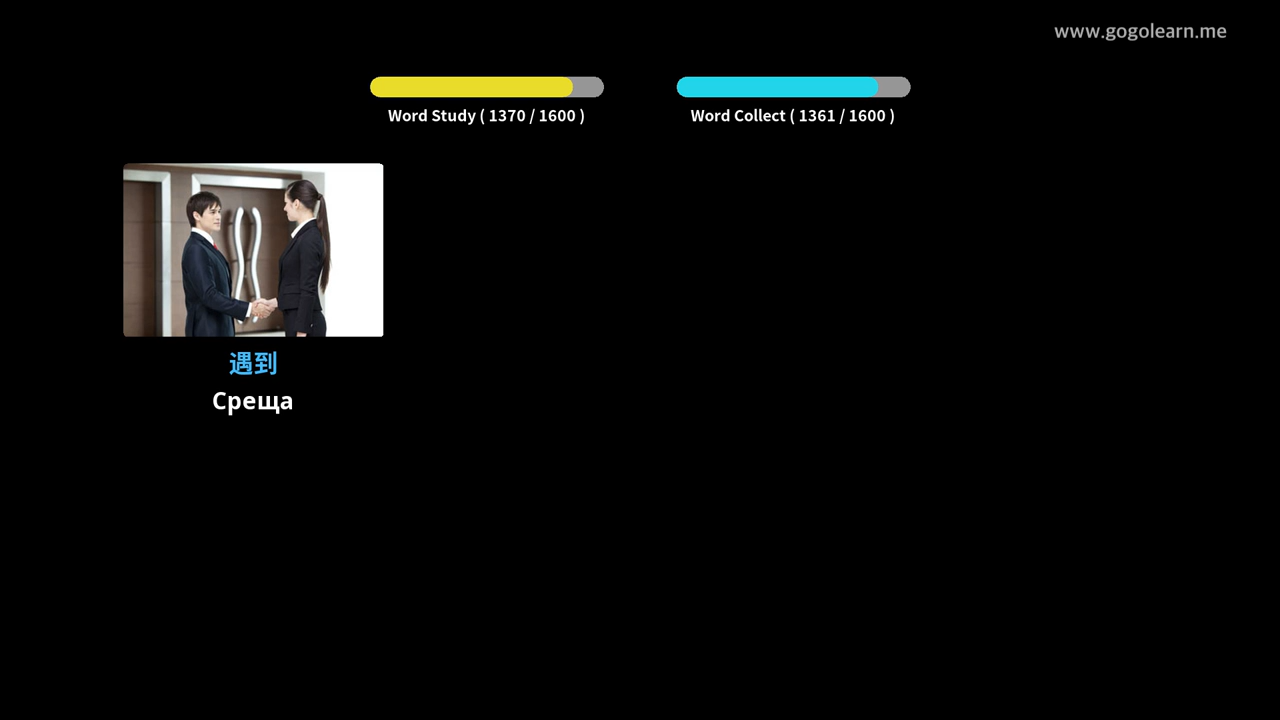 www.gogolearn.me
Word Study ( 1370 / 1600 )
Word Collect ( 1361 / 1600 )
遇到
Среща